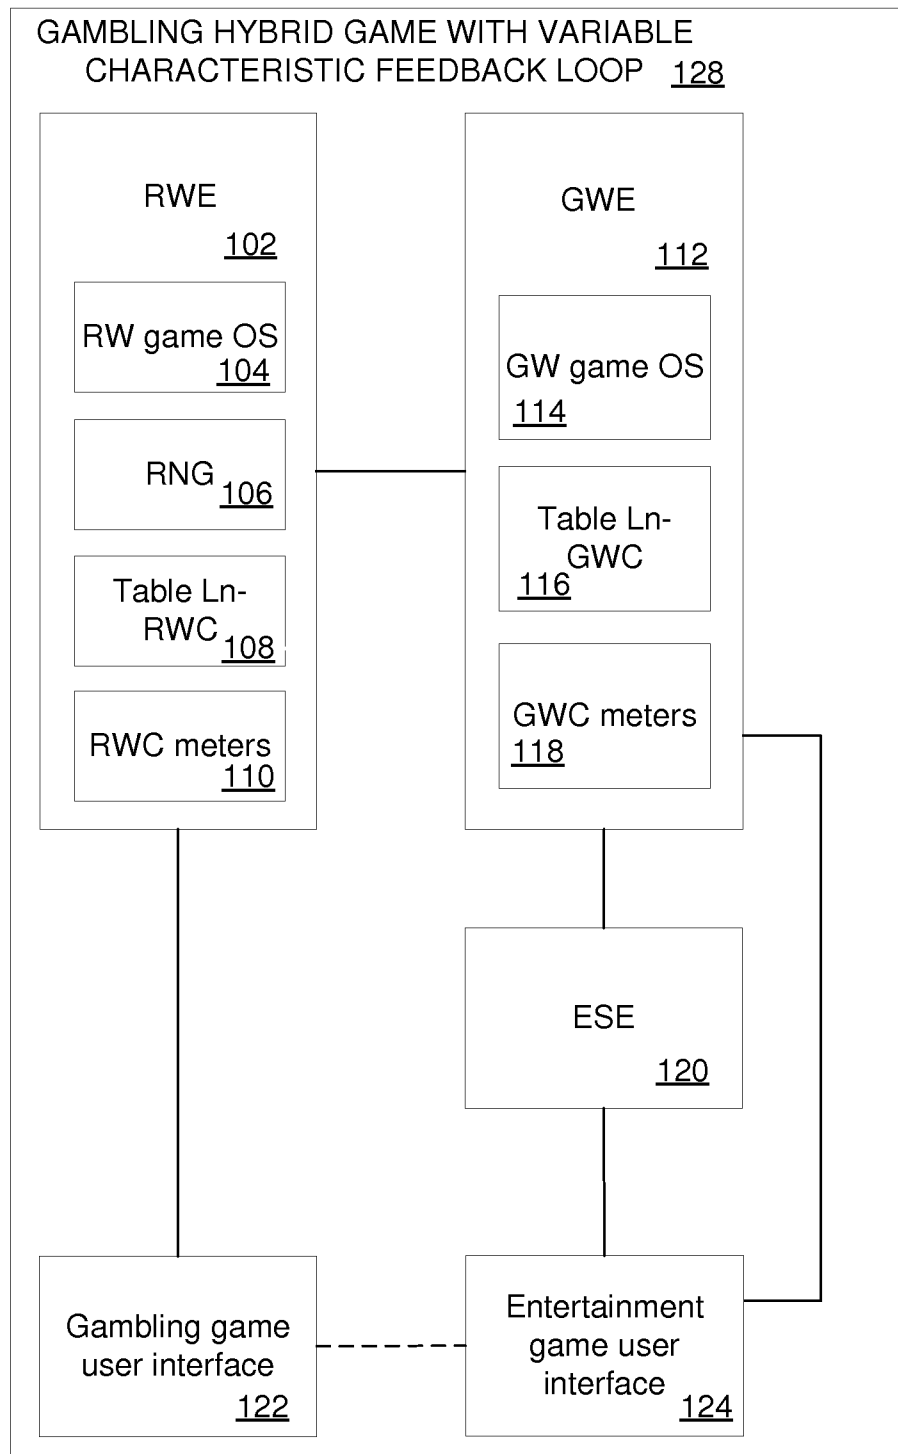 GAMBLING HYBRID GAME WITH VARIABLE
CHARACTERISTIC FEEDBACK LOOP 128
RWE
102
RW game OS
104
RNG
106
Table Ln-
RWC
108
RWC meters
110
GWE
112
GW game OS
114
Table Ln-
GWC
116
GWC meters
118
ESE
120
Gambling game
user interface
122
Entertainment
game user
interface
124